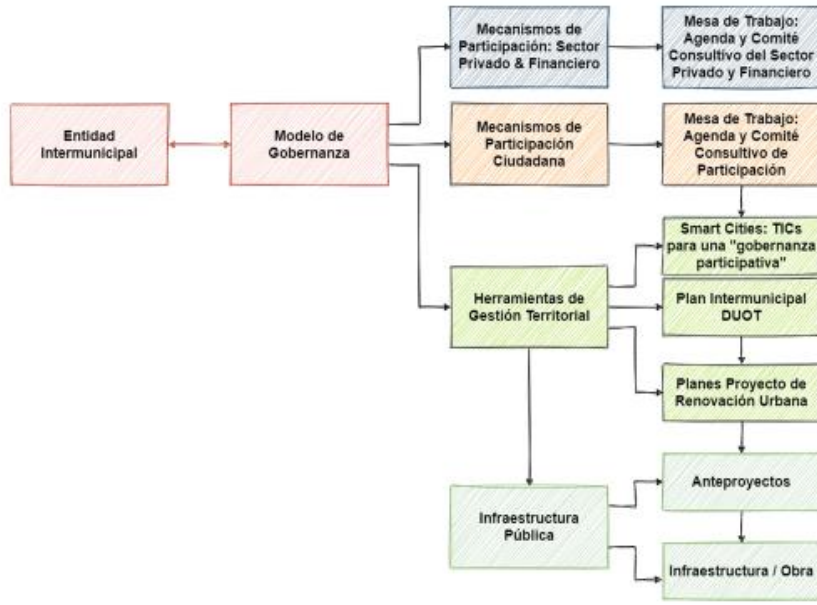 Entidad
Intermunicipal
Modelo de
Gobernanza
Mecanismos de
Participación: Sector
Privado & Financiero
Mesa de Trabajo:
Agenda y Comité
Consultivo del Sector
Privado y Financiero
Mecanismos de
Participación
Ciudadana
Mesa de Trabajo:
Agenda y Comité
Consultivo de
Participación
Herramientas de
Gestión Territorial
Smart Cities: TICs
para una "gobernanza
participativa"
Plan Intermunicipal
DUOT
Planes Proyecto de
Renovación Urbana
Infraestructura
Pública
Anteproyectos
Infraestructura / Obra